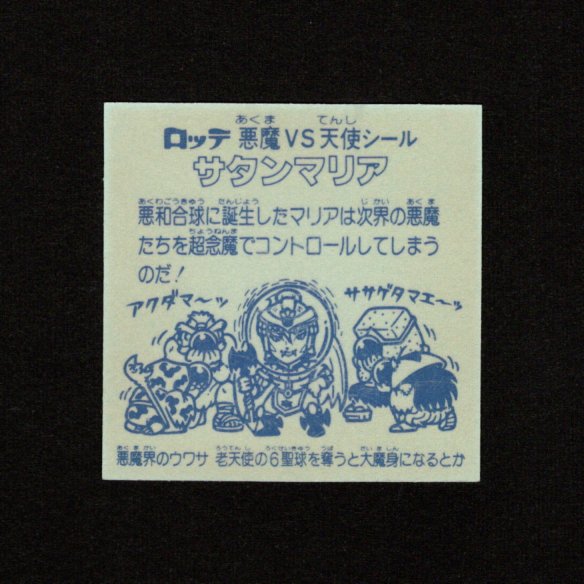 ロッテ 悪魔VS天使シール
サタンマリア
悪和合球に誕生したマリアは次界の悪魔
たちを超念魔でコントロールしてしまう
のだ！
アクダマ〜ッ
ササゲタマエ〜ッ
悪魔界のウワサ 老天使の6聖球を奪うと大魔身になるとか